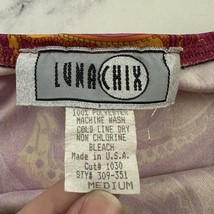 LUNACHIX
100% POLYESTER
MACHINE WASH
COLD LINE DRY
NON CHLORINE
BLEACH
Made in U.S.A.
Cut# 1030
STY# 309-351
MEDIUM